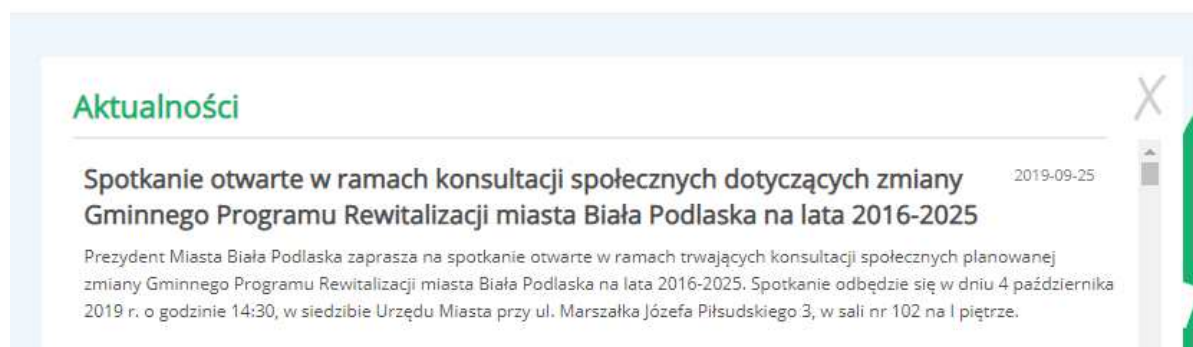 Aktualności
X
Spotkanie otwarte w ramach konsultacji społecznych dotyczących zmiany 2019-09-25
Gminnego Programu Rewitalizacji miasta Biała Podlaska na lata 2016-2025
Prezydent Miasta Biała Podlaska zaprasza na spotkanie otwarte w ramach trwających konsultacji społecznych planowanej
zmiany Gminnego Programu Rewitalizacji miasta Biała Podlaska na lata 2016-2025. Spotkanie odbędzie się w dniu 4 października
2019 r. o godzinie 14:30, w siedzibie Urzędu Miasta przy ul. Marszałka Józefa Piłsudskiego 3, w sali nr 102 na I piętrze.